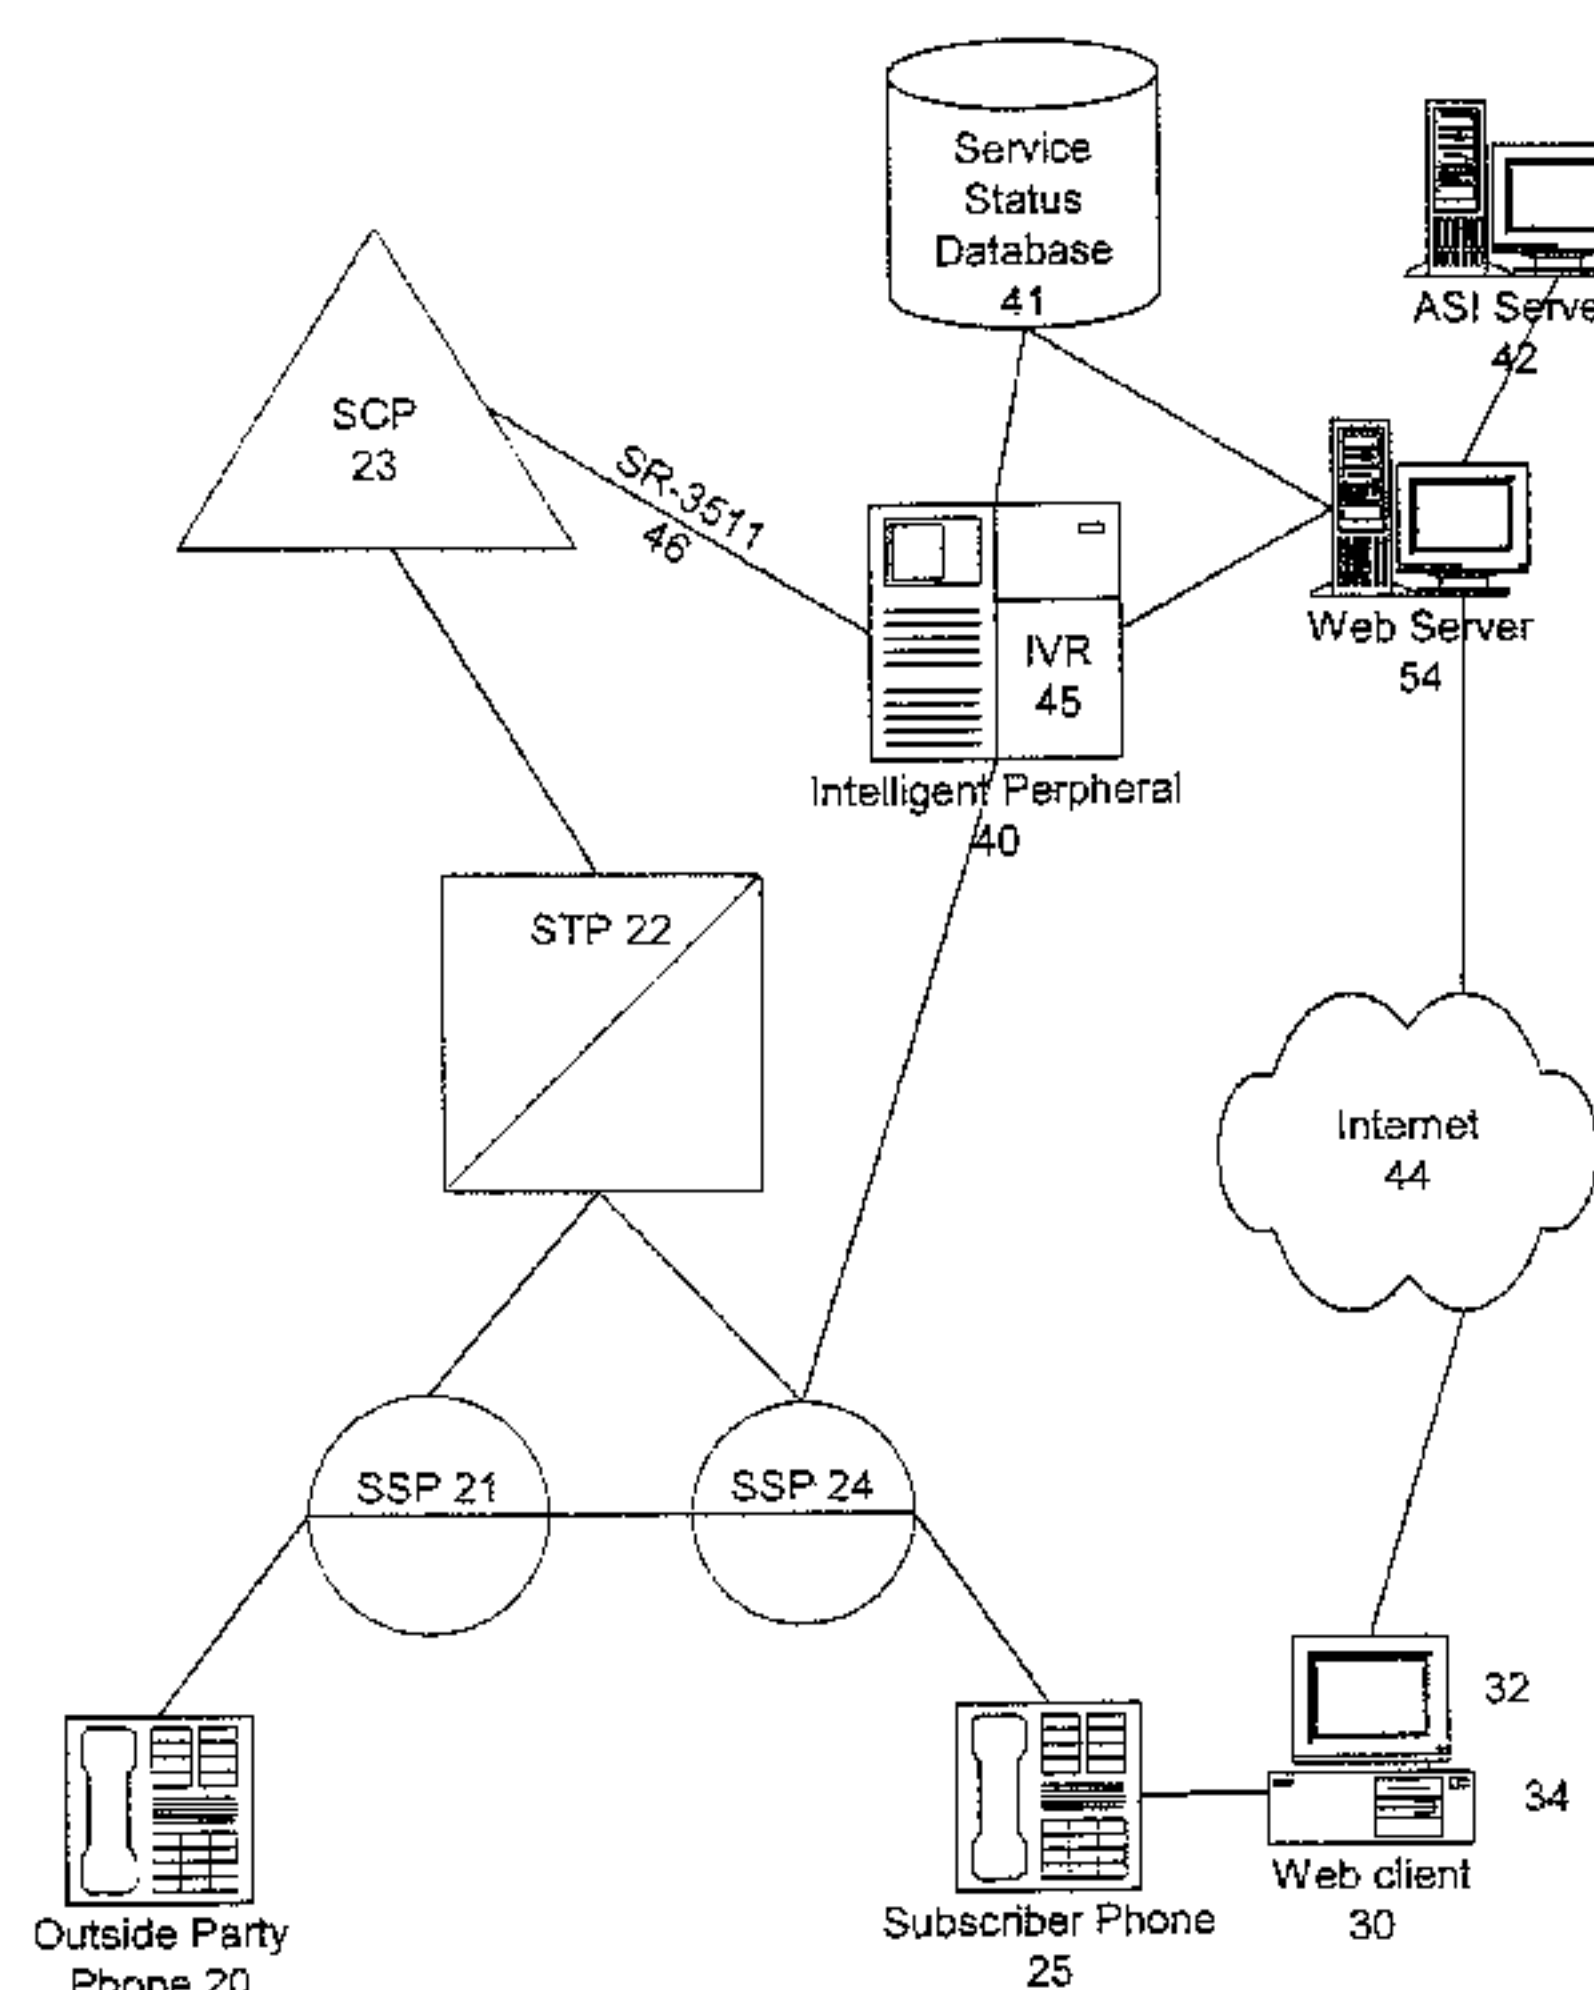 Service
Status
Database
41
ASI Serve
42
SCP
23
SR-3511
46
Web Server
54
IVR
45
Intelligent Perpheral
40
STP 22
Internet
44
SSP 21
SSP 24
32
34
Web client
30
Outside Party
Phone 20
Subscriber Phone
25